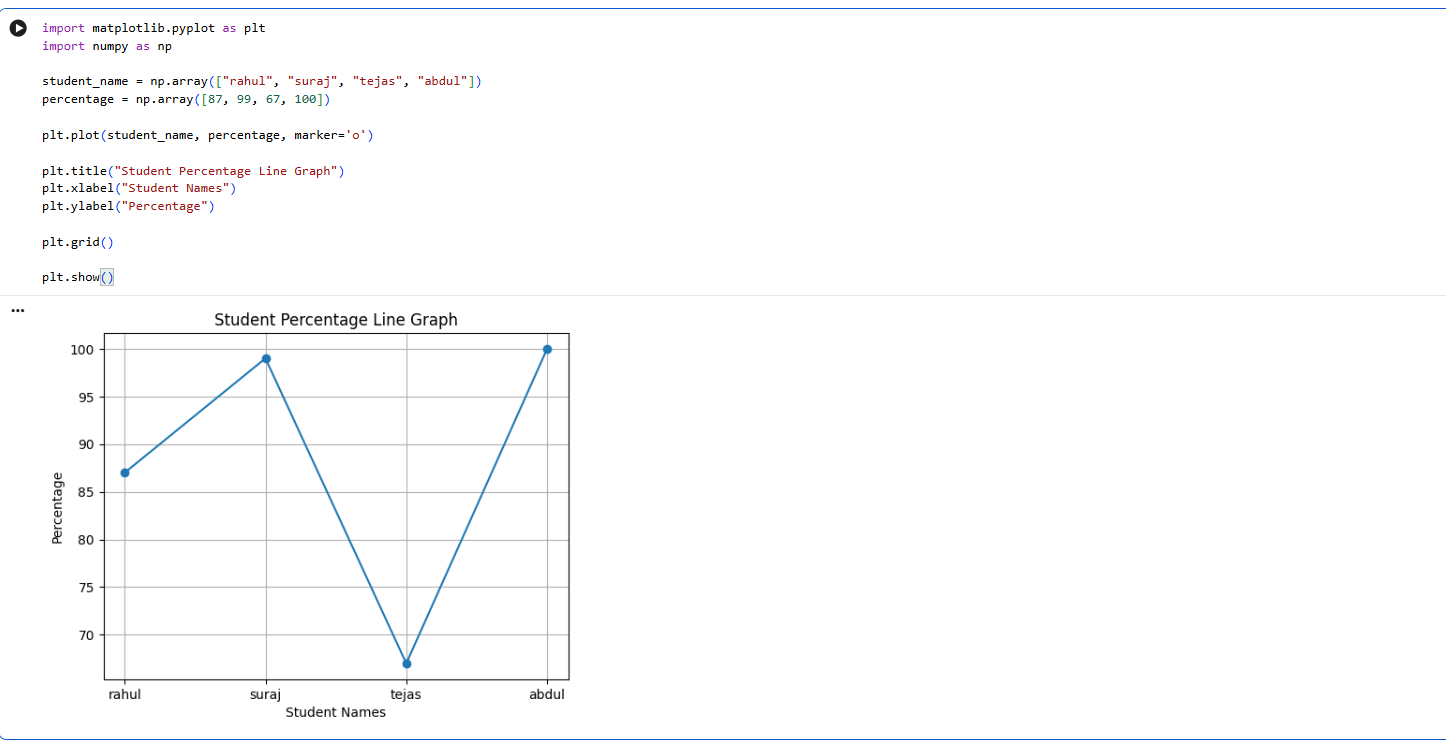 import matplotlib.pyplot as plt
import numpy as np
student_name = np.array(["rahul", "suraj", "tejas", "abdul"])
percentage = np.array([87, 99, 67, 100])
plt.plot(student_name, percentage, marker='o')
plt.title("Student Percentage Line Graph")
plt.xlabel("Student Names")
plt.ylabel("Percentage")
plt.grid()
plt.show()
Student Percentage Line Graph
Percentage
100
95
90
85
80
75
70
rahul suraj tejas abdul
Student Names